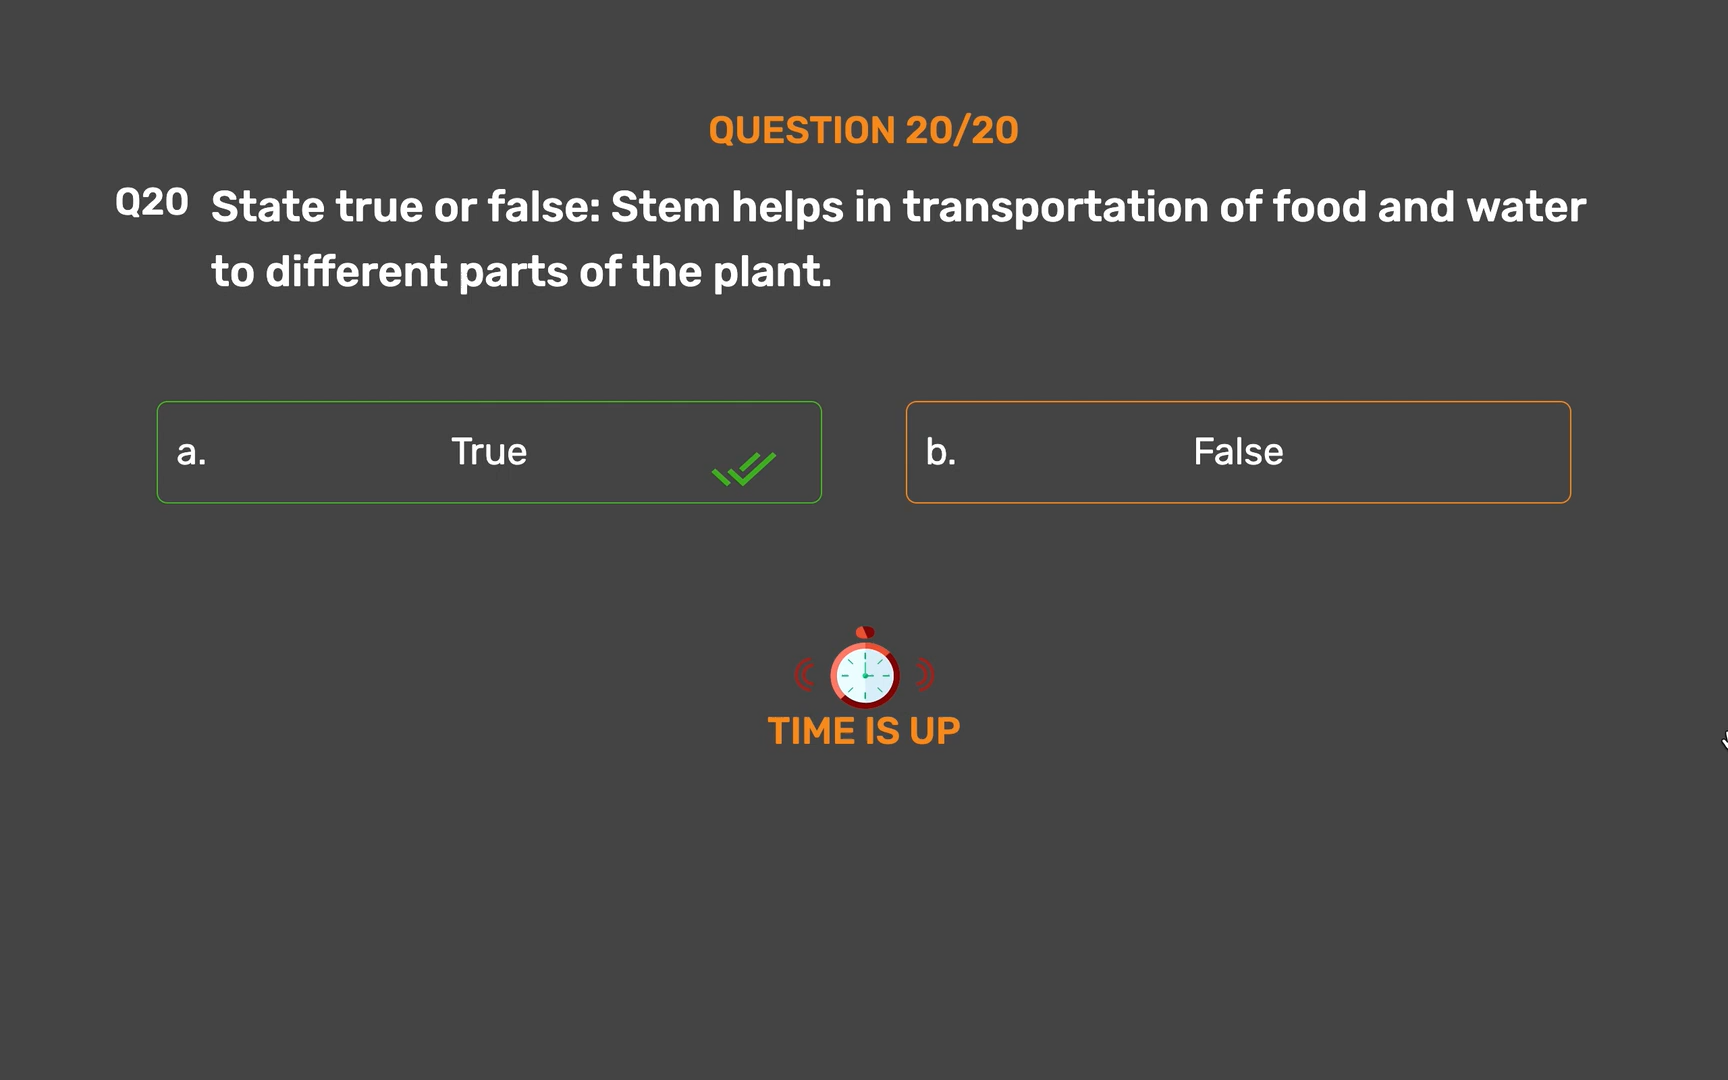 QUESTION 20/20
Q20 State true or false: Stem helps in transportation of food and water
to different parts of the plant.
a. True
b. False
TIME IS UP